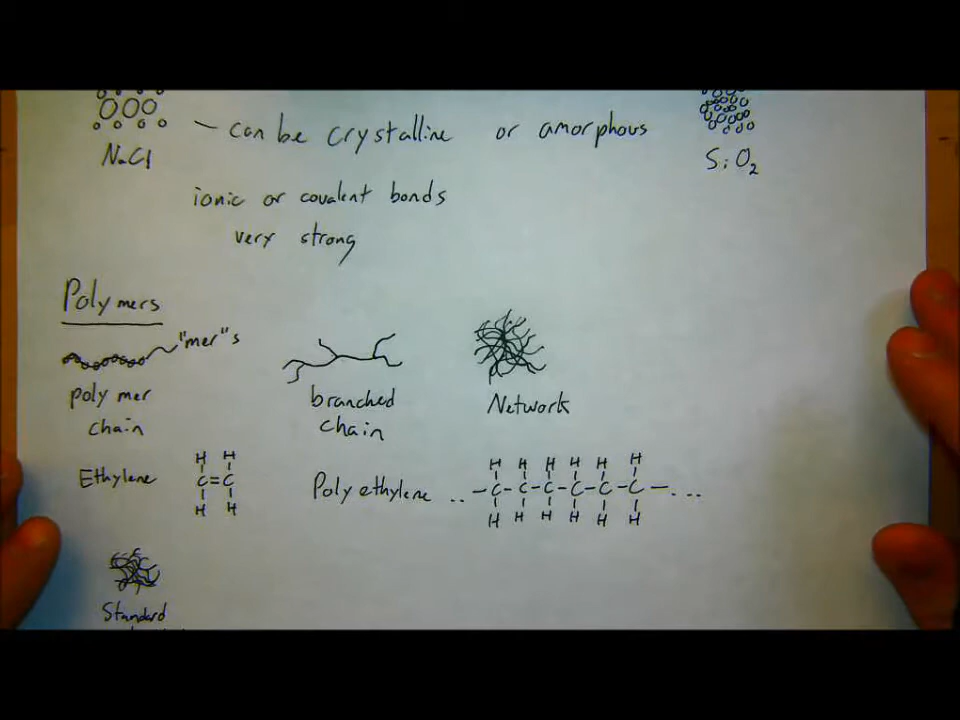 NaCl
– can be crystalline or amorphous
SiO2
ionic or covalent bonds
very strong
Polymers
"mer"s
polymer
chain
branched
chain
Network
Ethylene
H H
C=C
H H
Polyethylene
H H H H H H
.. –C–C–C–C–C–C– . ...
H H H H H H
Standard